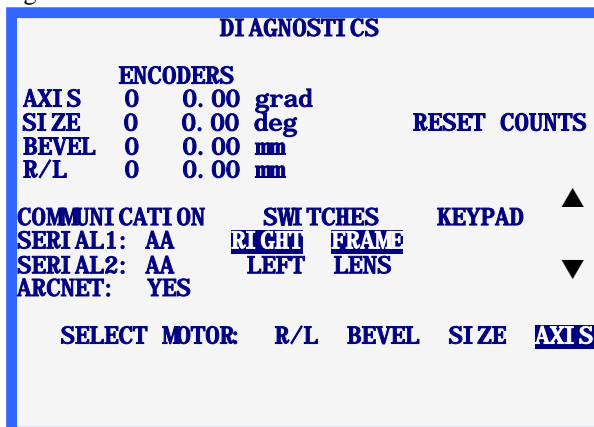 DIAGNOSTICS
ENCODERS
AXIS 0 0.00 grad
SIZE 0 0.00 deg RESET COUNTS
BEVEL 0 0.00 mm
R/L 0 0.00 mm
COMMUNICATION SWITCHES KEYPAD
SERIAL1: AA RIGHT FRAME
SERIAL2: AA LEFT LENS
ARCNET: YES
SELECT MOTOR: R/L BEVEL SIZE AXIS